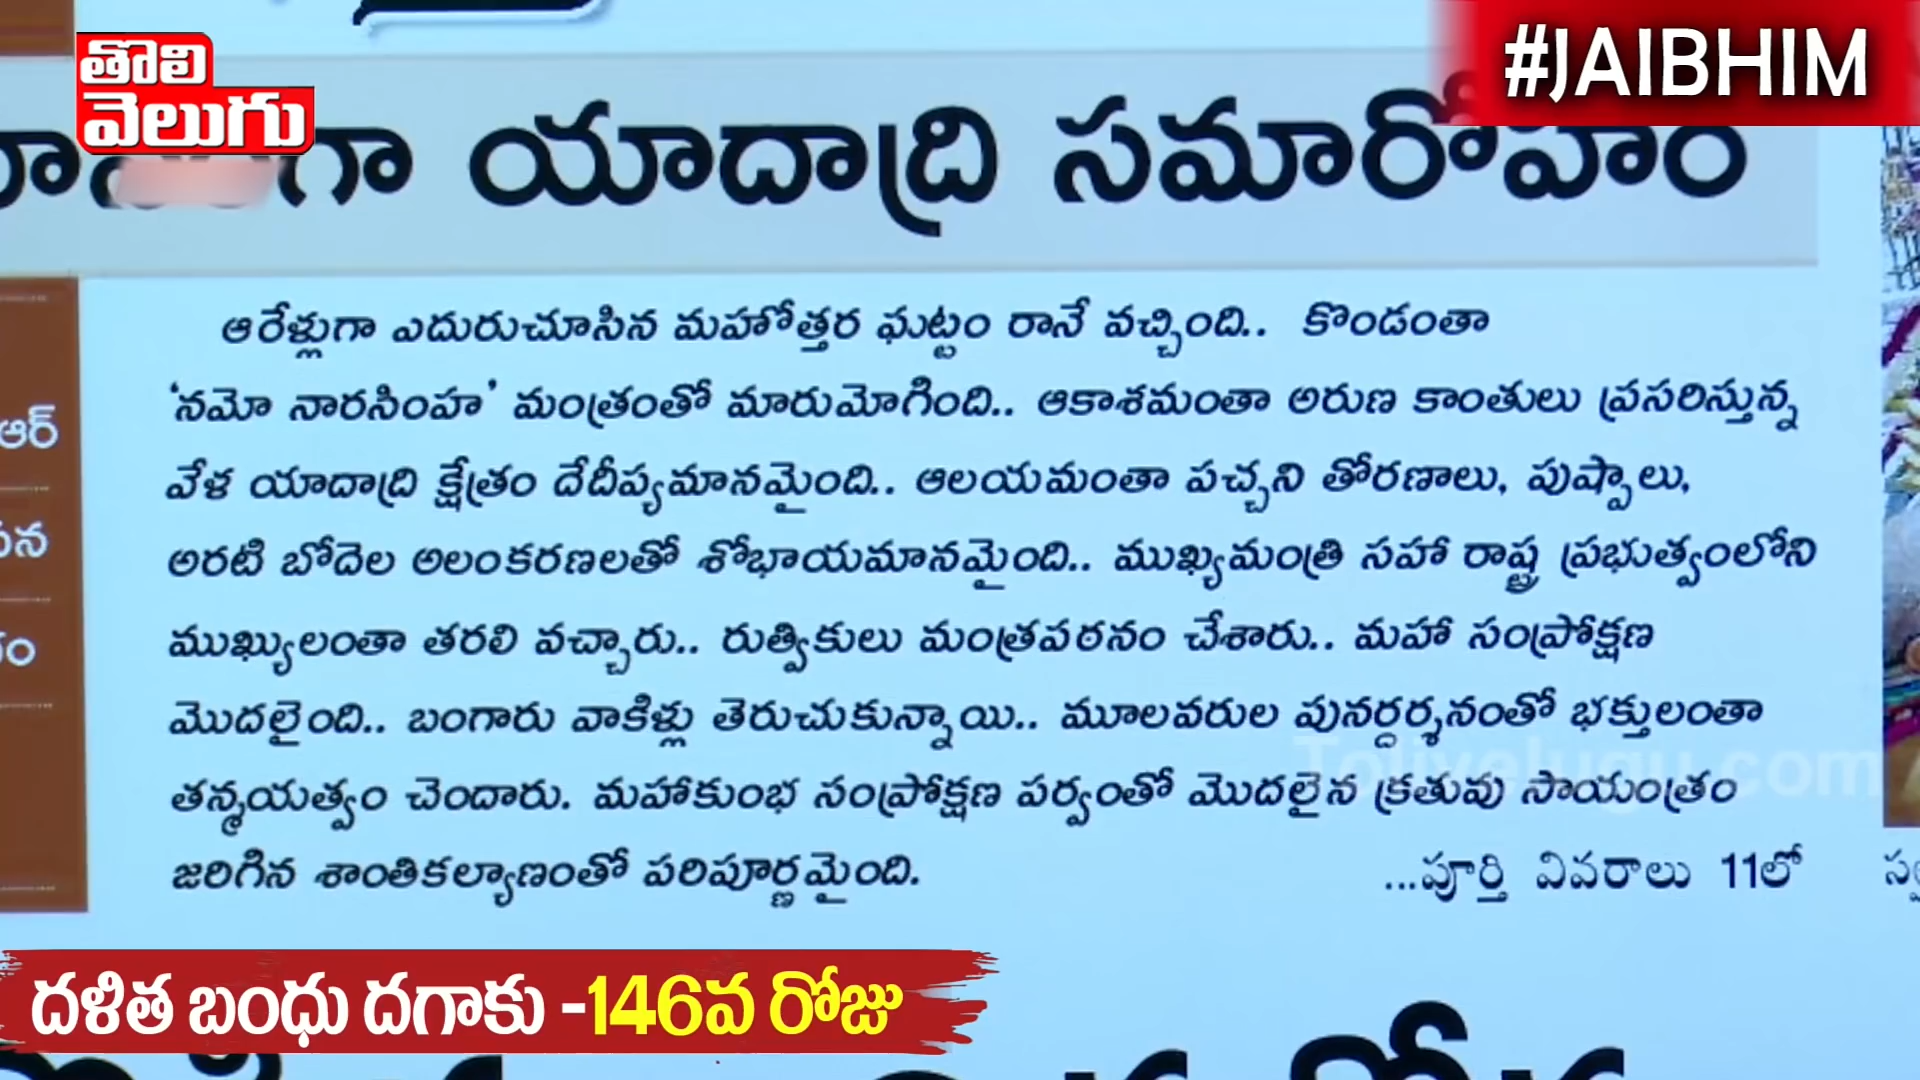 తొలి
వెలుగు
#JAIBHIM
యాదాద్రి సమారోహం
ఆరేళ్లుగా ఎదురుచూసిన మహోత్తర ఘట్టం రానే వచ్చింది.. కొండంతా
‘నమో నారసింహ’ మంత్రంతో మారుమోగింది.. ఆకాశమంతా అరుణ కాంతులు ప్రసరిస్తున్న
వేళ యాదాద్రి క్షేత్రం దేదీప్యమానమైంది.. ఆలయమంతా పచ్చని తోరణాలు, పుష్పాలు,
అరటి బోదెల అలంకరణలతో శోభాయమానమైంది.. ముఖ్యమంత్రి సహా రాష్ట్ర ప్రభుత్వంలోని
ముఖ్యులంతా తరలి వచ్చారు.. రుత్వికులు మంత్రపఠనం చేశారు.. మహా సంప్రోక్షణ
మొదలైంది.. బంగారు వాకిళ్లు తెరుచుకున్నాయి.. మూలవరుల పునర్దర్శనంతో భక్తులంతా
తన్మయత్వం చెందారు. మహాకుంభ సంప్రోక్షణ పర్వంతో మొదలైన క్రతువు సాయంత్రం
జరిగిన శాంతికల్యాణంతో పరిపూర్ణమైంది.
...పూర్తి వివరాలు 11లో
Tolivelugu.com
దళిత బంధు దగాకు -146వ రోజు